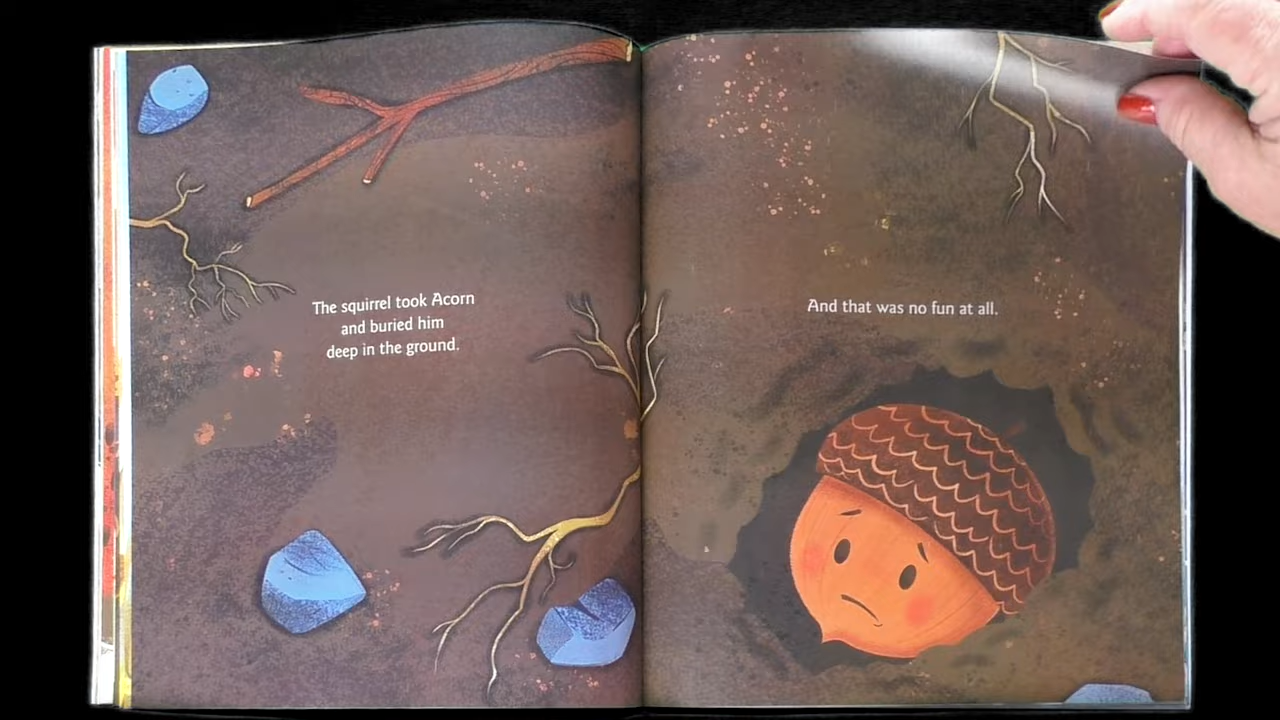 The squirrel took Acorn
and buried him
deep in the ground.
And that was no fun at all.